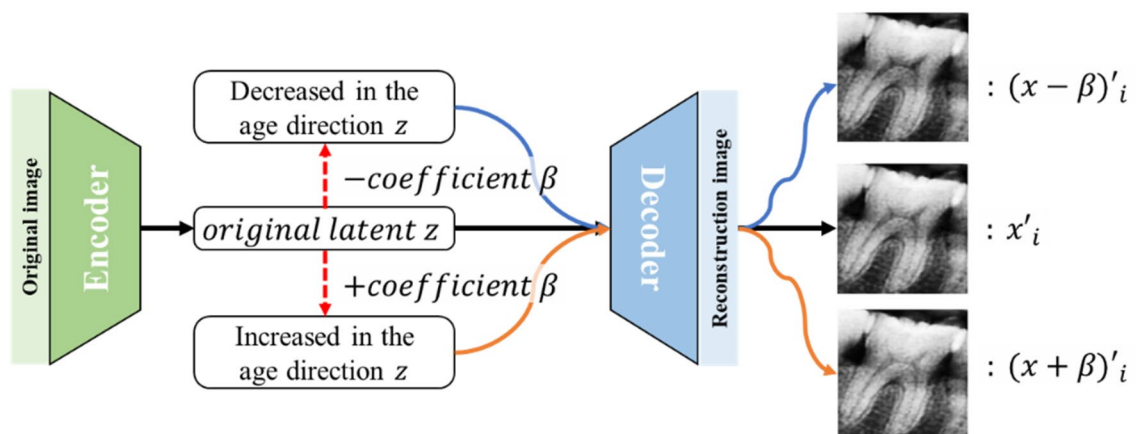 Original image
Encoder
Decreased in the
age direction z
−coefficient β
original latent z
+coefficient β
Increased in the
age direction z
Decoder
Reconstruction image
: (x − β)′ᵢ
: x′ᵢ
: (x + β)′ᵢ